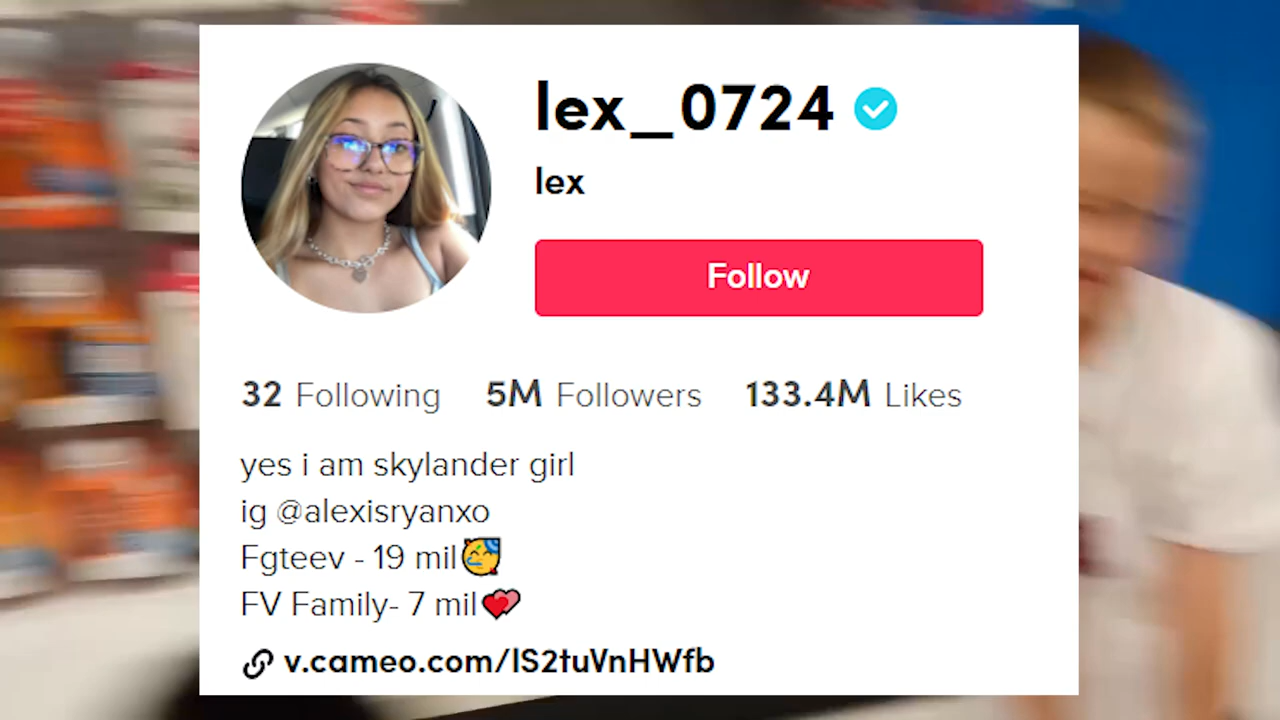 lex_0724
lex
Follow
32 Following 5M Followers 133.4M Likes
yes i am skylander girl
ig @alexisryanxo
Fgteev - 19 mil🥳
FV Family- 7 mil💕
v.cameo.com/lS2tuVnHWfb